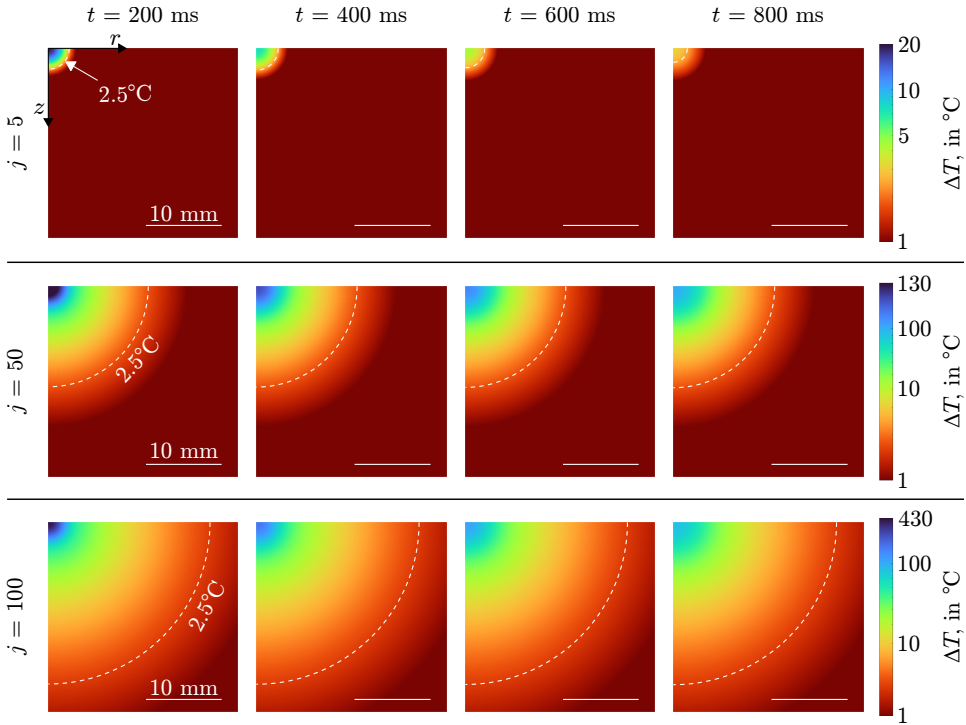 t = 200 ms
t = 400 ms
t = 600 ms
t = 800 ms
r
z
2.5°C
10 mm
j = 5
20
10
5
1
ΔT, in °C
2.5°C
10 mm
j = 50
130
100
10
1
ΔT, in °C
2.5°C
10 mm
j = 100
430
100
10
1
ΔT, in °C